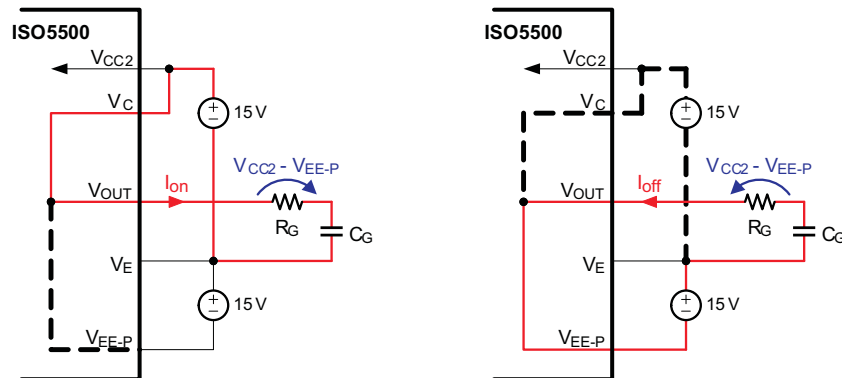 ISO5500
VCC2
VC
15 V
VCC2 - VEE-P
VOUT
Ion
RG
CG
VE
15 V
VEE-P
ISO5500
VCC2
VC
15 V
VCC2 - VEE-P
VOUT
Ioff
RG
CG
VE
15 V
VEE-P